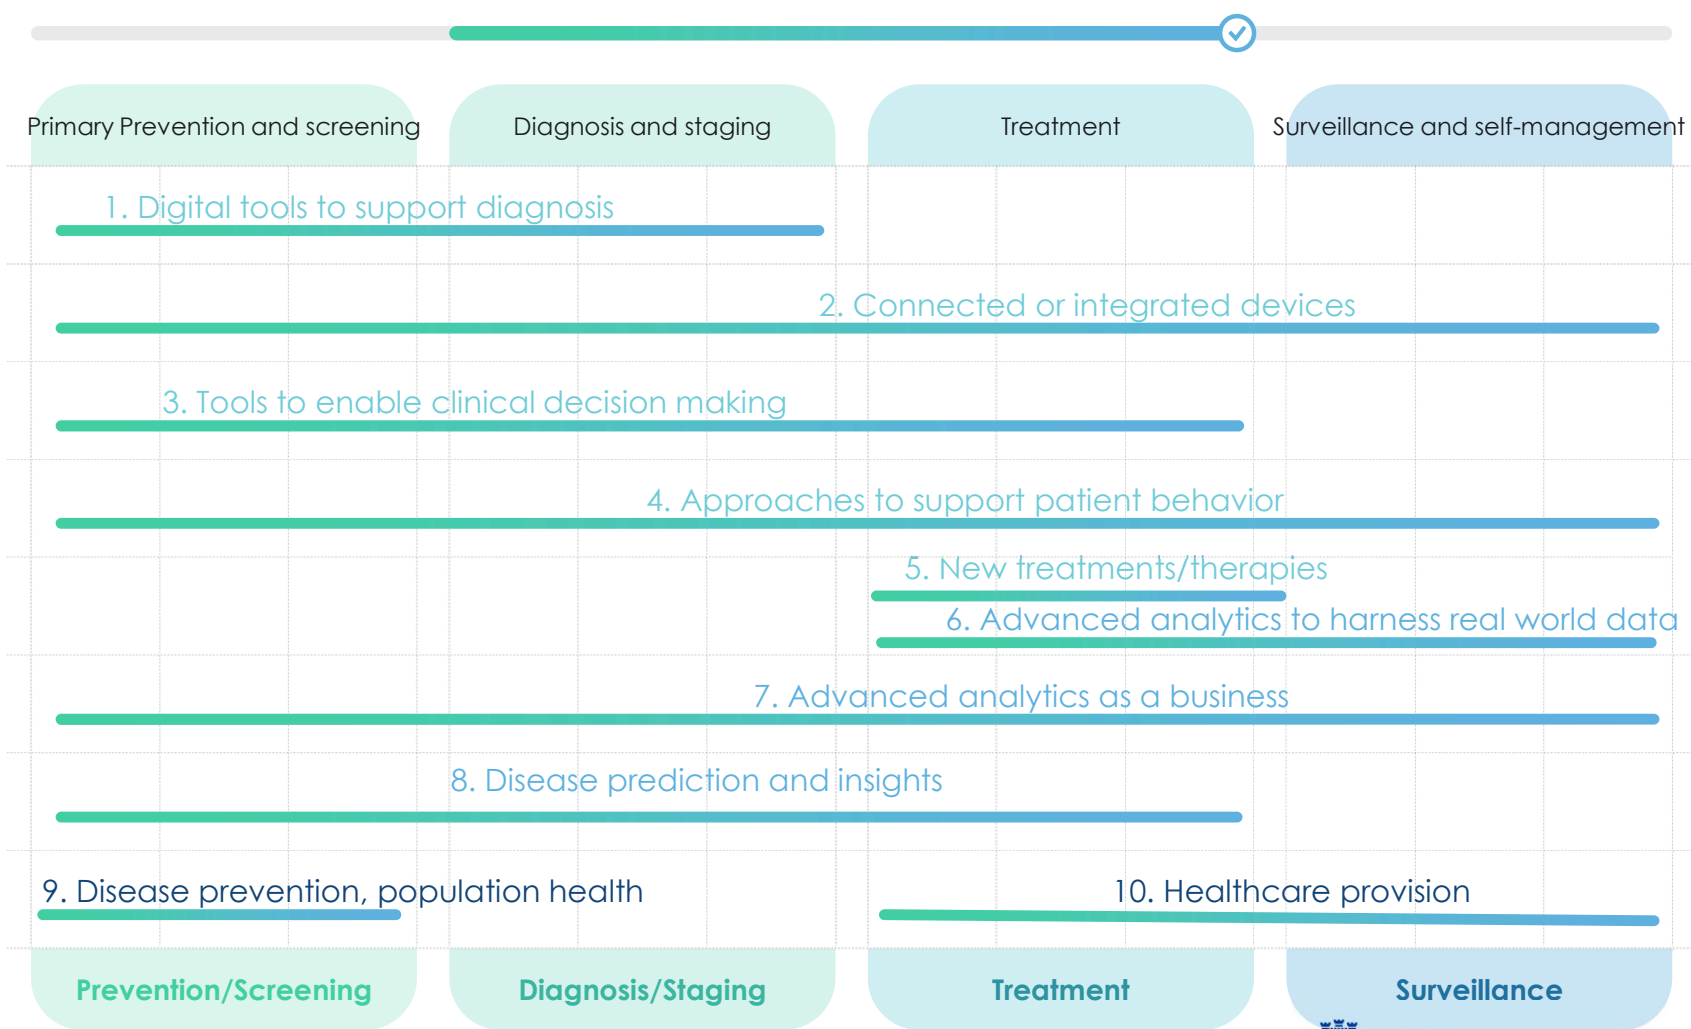 Primary Prevention and screening
Diagnosis and staging
Treatment
Surveillance and self-management
1. Digital tools to support diagnosis
2. Connected or integrated devices
3. Tools to enable clinical decision making
4. Approaches to support patient behavior
5. New treatments/therapies
6. Advanced analytics to harness real world data
7. Advanced analytics as a business
8. Disease prediction and insights
9. Disease prevention, population health
10. Healthcare provision
Prevention/Screening
Diagnosis/Staging
Treatment
Surveillance